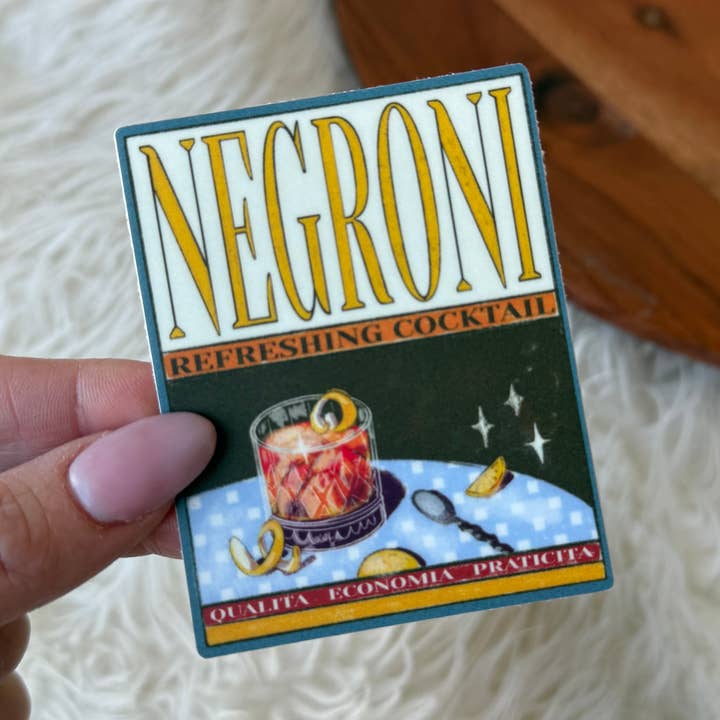 NEGRONI
REFRESHING COCKTAIL
QUALITA ECONOMIA PRATICITA